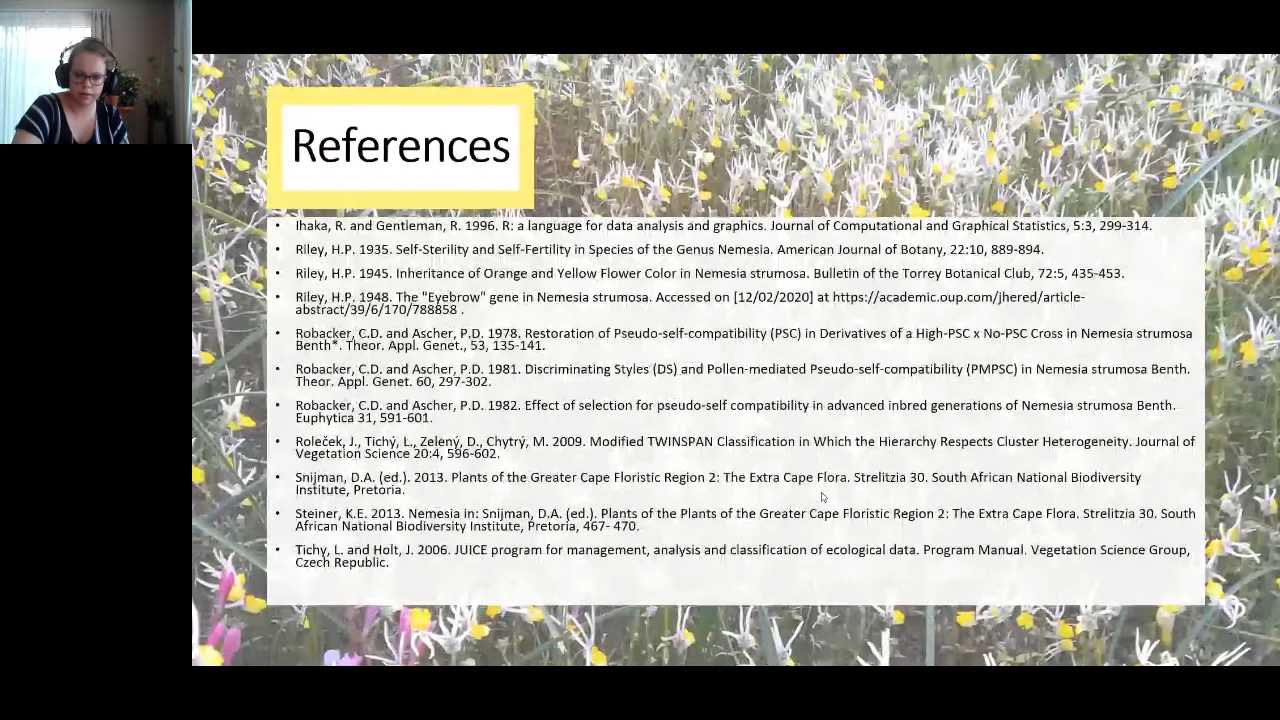 References
• Ihaka, R. and Gentleman, R. 1996. R: a language for data analysis and graphics. Journal of Computational and Graphical Statistics, 5:3, 299-314.
• Riley, H.P. 1935. Self-Sterility and Self-Fertility in Species of the Genus Nemesia. American Journal of Botany, 22:10, 889-894.
• Riley, H.P. 1945. Inheritance of Orange and Yellow Flower Color in Nemesia strumosa. Bulletin of the Torrey Botanical Club, 72:5, 435-453.
• Riley, H.P. 1948. The "Eyebrow" gene in Nemesia strumosa. Accessed on [12/02/2020] at https://academic.oup.com/jhered/article-
abstract/39/6/170/788858 .
• Robacker, C.D. and Ascher, P.D. 1978. Restoration of Pseudo-self-compatibility (PSC) in Derivatives of a High-PSC x No-PSC Cross in Nemesia strumosa
Benth*. Theor. Appl. Genet., 53, 135-141.
• Robacker, C.D. and Ascher, P.D. 1981. Discriminating Styles (DS) and Pollen-mediated Pseudo-self-compatibility (PMPSC) in Nemesia strumosa Benth.
Theor. Appl. Genet. 60, 297-302.
• Robacker, C.D. and Ascher, P.D. 1982. Effect of selection for pseudo-self compatibility in advanced inbred generations of Nemesia strumosa Benth.
Euphytica 31, 591-601.
• Roleček, J., Tichý, L., Zelený, D., Chytrý, M. 2009. Modified TWINSPAN Classification in Which the Hierarchy Respects Cluster Heterogeneity. Journal of
Vegetation Science 20:4, 596-602.
• Snijman, D.A. (ed.). 2013. Plants of the Greater Cape Floristic Region 2: The Extra Cape Flora. Strelitzia 30. South African National Biodiversity
Institute, Pretoria.
• Steiner, K.E. 2013. Nemesia in: Snijman, D.A. (ed.). Plants of the Plants of the Greater Cape Floristic Region 2: The Extra Cape Flora. Strelitzia 30. South
African National Biodiversity Institute, Pretoria, 467- 470.
• Tichy, L. and Holt, J. 2006. JUICE program for management, analysis and classification of ecological data. Program Manual. Vegetation Science Group,
Czech Republic.